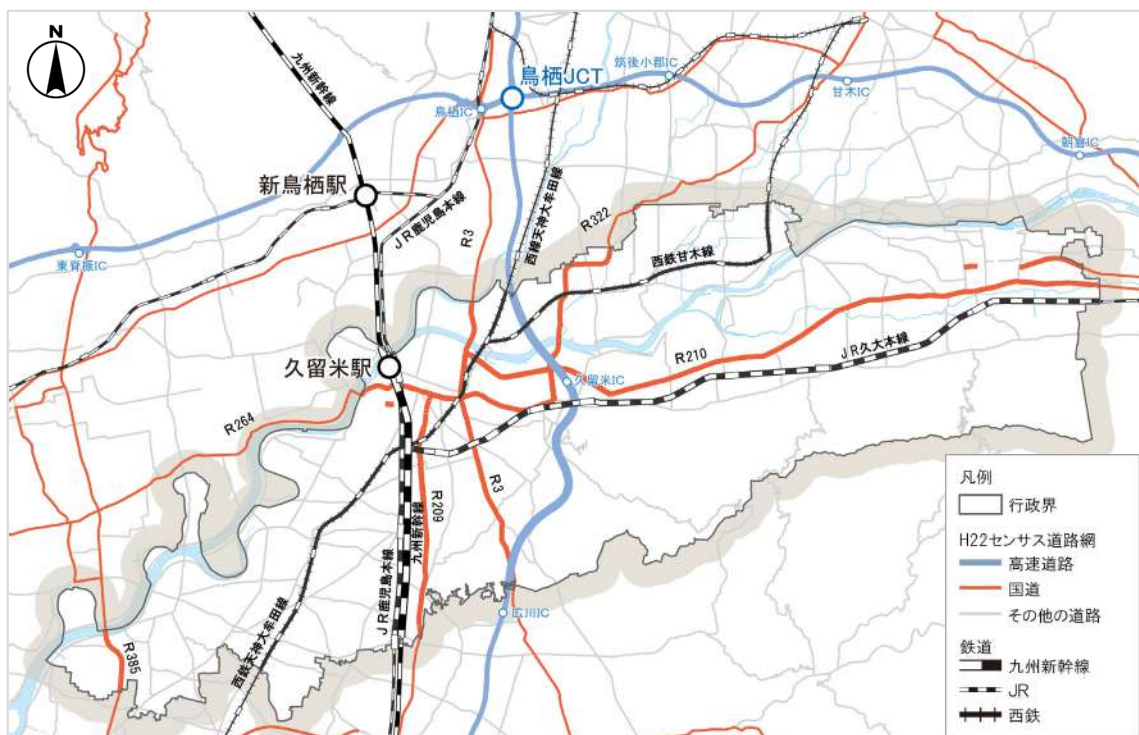 N
九州新幹線
鳥栖JCT
鳥栖IC
筑後小郡IC
甘木IC
朝倉IC
新鳥栖駅
JR鹿児島本線
R3
西鉄天神大牟田線
R322
西鉄甘木線
東脊振IC
久留米駅
R210
JR久大本線
久留米IC
R264
R3
R209
九州新幹線
JR鹿児島本線
西鉄天神大牟田線
R385
広川IC
凡例
行政界
H22センサス道路網
高速道路
国道
その他の道路
鉄道
九州新幹線
JR
西鉄